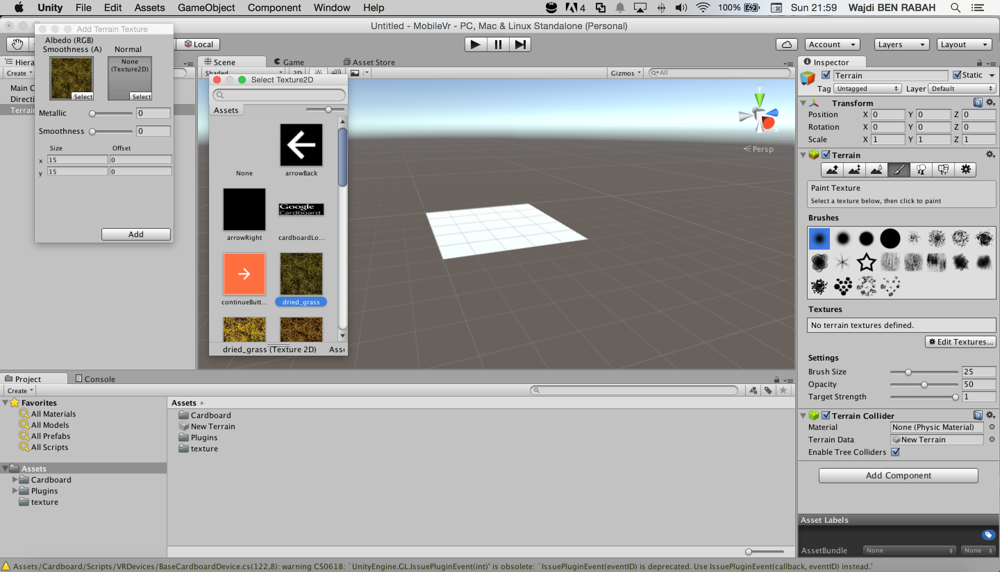 Unity File Edit Assets GameObject Component Window Help 4 100% Sun 21:59 Wajdi BEN RABAH
Untitled - MobileVr - PC, Mac & Linux Standalone (Personal)
Add Terrain Texture
Albedo (RGB)
Smoothness (A) Normal
None
(Texture2D)
Select Select
Metallic 0
Smoothness 0
Size Offset
x 15 0
y 15 0
Add
Local
Account Layers Layout
Hiera
Create
Main C
Directi
Terrain
Scene Game Asset Store
Shaded 2D Gizmos All
Select Texture2D
Assets
None arrowBack
arrowRight cardboardLo...
Google
Cardboard
continueButt... dried_grass
dried_grass (Texture 2D) Asse
y
x
Persp
Inspector
Terrain Static
Tag Untagged Layer Default
Transform
Position X 0 Y 0 Z 0
Rotation X 0 Y 0 Z 0
Scale X 1 Y 1 Z 1
Terrain
Paint Texture
Select a texture below, then click to paint
Brushes
Textures
No terrain textures defined.
Edit Textures...
Settings
Brush Size 25
Opacity 50
Target Strength 1
Terrain Collider
Material None (Physic Material)
Terrain Data New Terrain
Enable Tree Colliders
Add Component
Asset Labels
AssetBundle None None
Project Console
Create
Favorites
All Materials
All Models
All Prefabs
All Scripts
Assets
Cardboard
Plugins
texture
Assets
Cardboard
New Terrain
Plugins
texture
Assets/Cardboard/Scripts/VRDevices/BaseCardboardDevice.cs(122,8): warning CS0618: `UnityEngine.GL.IssuePluginEvent(int)' is obsolete: `IssuePluginEvent(eventID) is deprecated. Use IssuePluginEvent(callback, eventID) instead.'